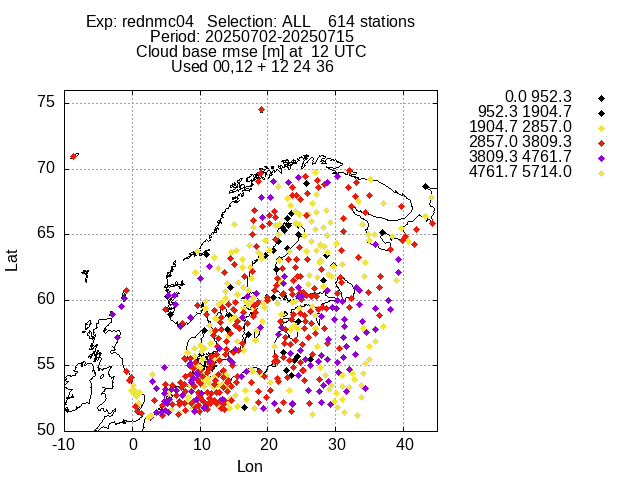 Exp: rednmc04 Selection: ALL 614 stations
Period: 20250702-20250715
Cloud base rmse [m] at 12 UTC
Used 00,12 + 12 24 36
0.0 952.3
952.3 1904.7
1904.7 2857.0
2857.0 3809.3
3809.3 4761.7
4761.7 5714.0
75
70
65
60
55
50
Lat
-10 0 10 20 30 40
Lon